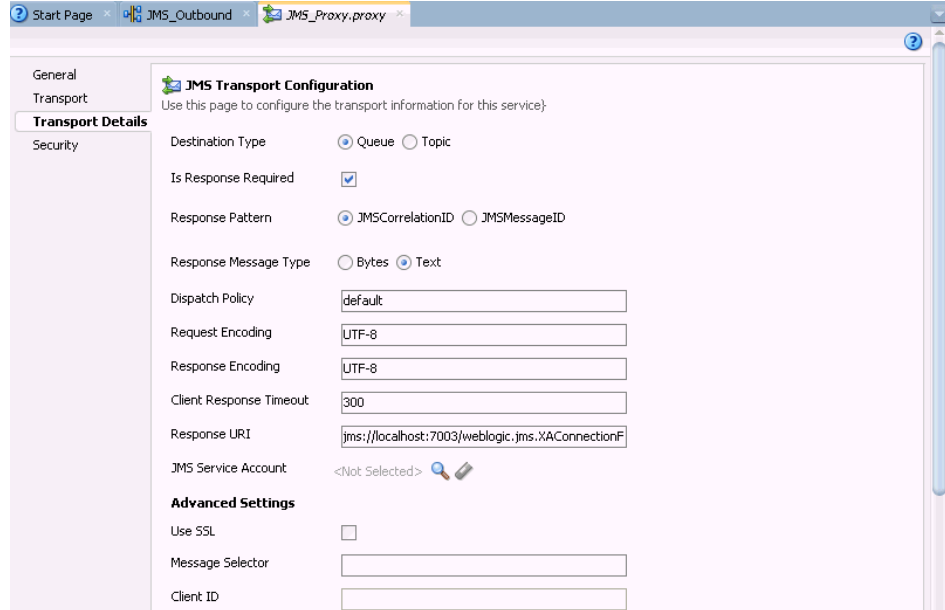 Start Page JMS_Outbound JMS_Proxy.proxy
General
Transport
Transport Details
Security
JMS Transport Configuration
Use this page to configure the transport information for this service}
Destination Type Queue Topic
Is Response Required
Response Pattern JMSCorrelationID JMSMessageID
Response Message Type Bytes Text
Dispatch Policy default
Request Encoding UTF-8
Response Encoding UTF-8
Client Response Timeout 300
Response URI jms://localhost:7003/weblogic.jms.XAConnectionF
JMS Service Account <Not Selected>
Advanced Settings
Use SSL
Message Selector
Client ID